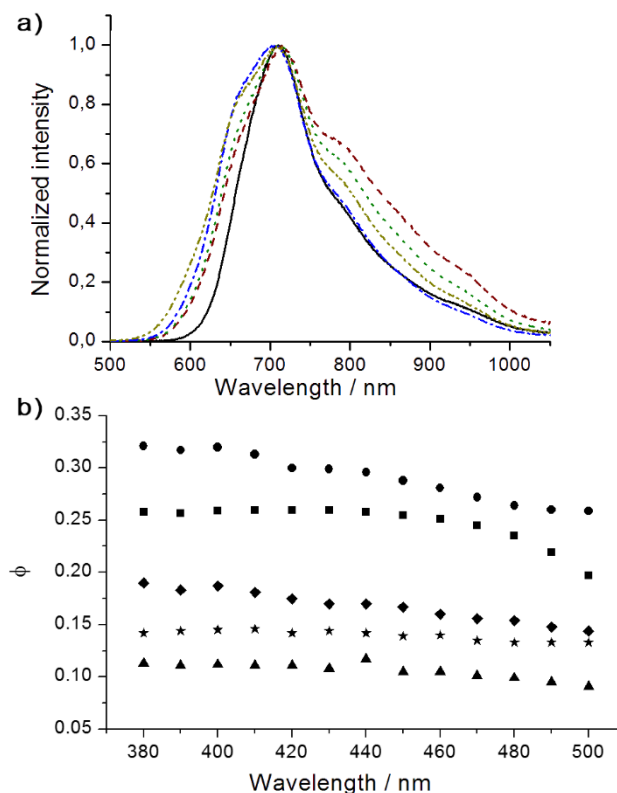 a)
Normalized intensity
1,0
0,8
0,6
0,4
0,2
0,0
500 600 700 800 900 1000
Wavelength / nm
b)
ϕ
0.35
0.30
0.25
0.20
0.15
0.10
0.05
380 400 420 440 460 480 500
Wavelength / nm